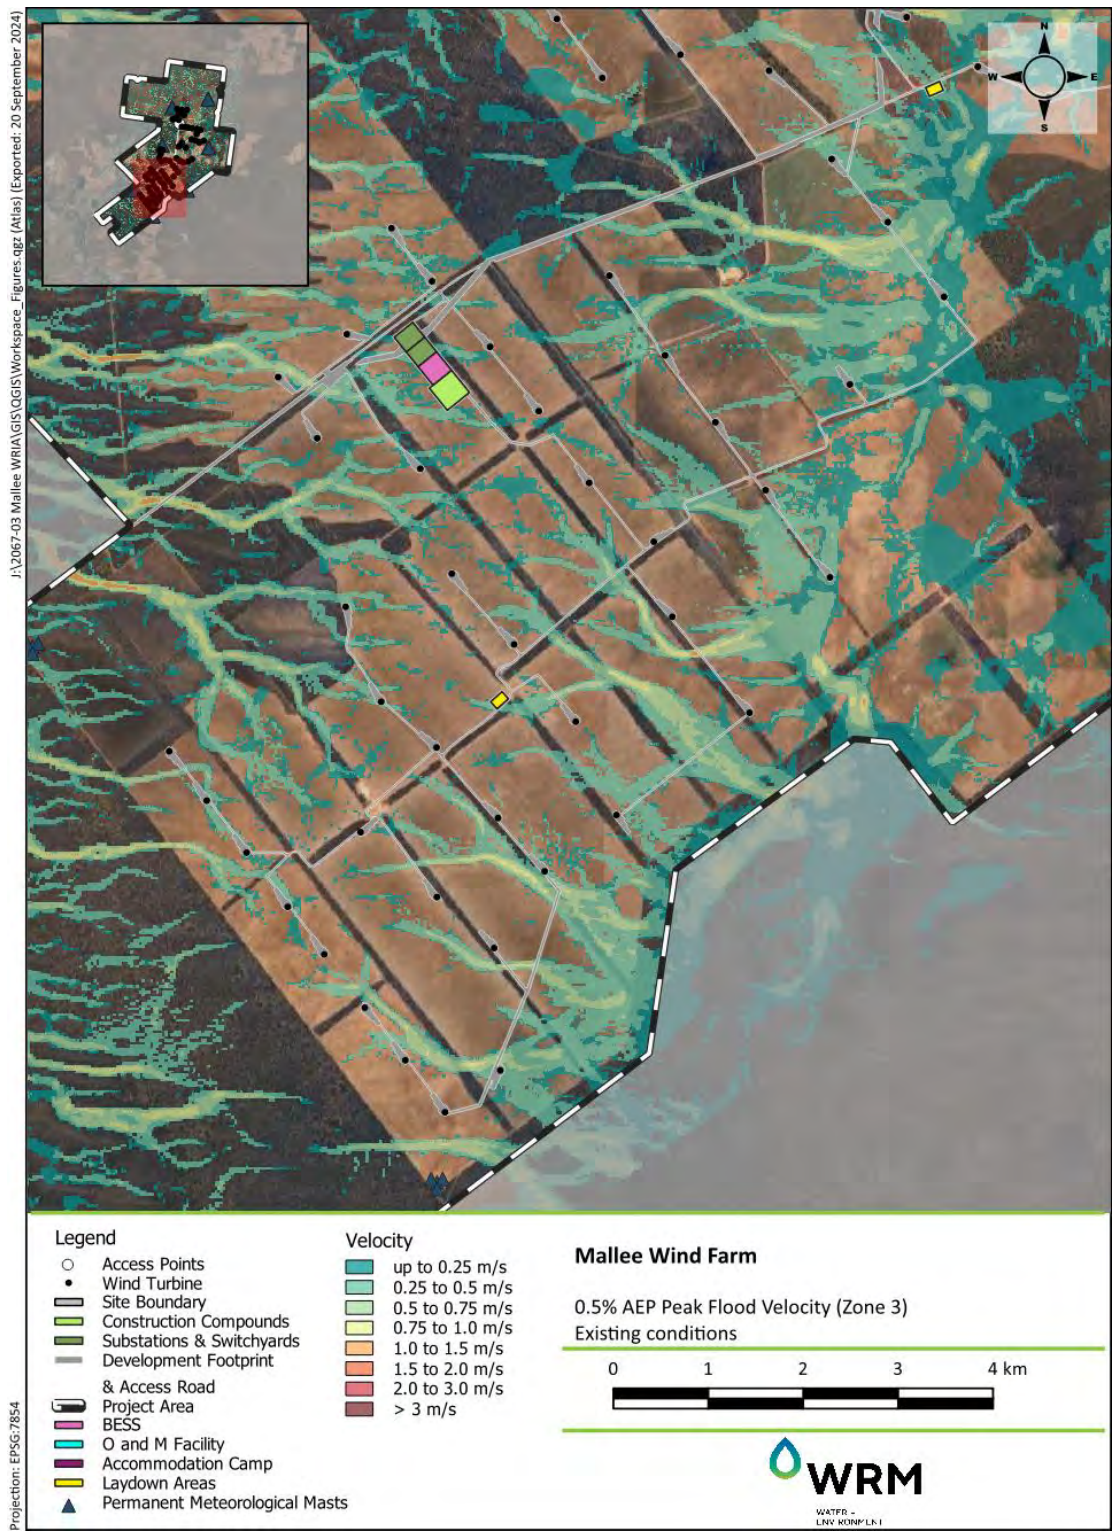 J:\2067-03 Mallee WRIA\GIS\QGIS\Workspace_Figures.qgz (Atlas) (Exported: 20 September 2024)
N
W
E
S
Projection: EPSG:7854
Legend
Access Points
Wind Turbine
Site Boundary
Construction Compounds
Substations & Switchyards
Development Footprint
& Access Road
Project Area
BESS
O and M Facility
Accommodation Camp
Laydown Areas
Permanent Meteorological Masts
Velocity
up to 0.25 m/s
0.25 to 0.5 m/s
0.5 to 0.75 m/s
0.75 to 1.0 m/s
1.0 to 1.5 m/s
1.5 to 2.0 m/s
2.0 to 3.0 m/s
> 3 m/s
Mallee Wind Farm
0.5% AEP Peak Flood Velocity (Zone 3)
Existing conditions
0 1 2 3 4 km
WRM
WATER +
ENVIRONMENT